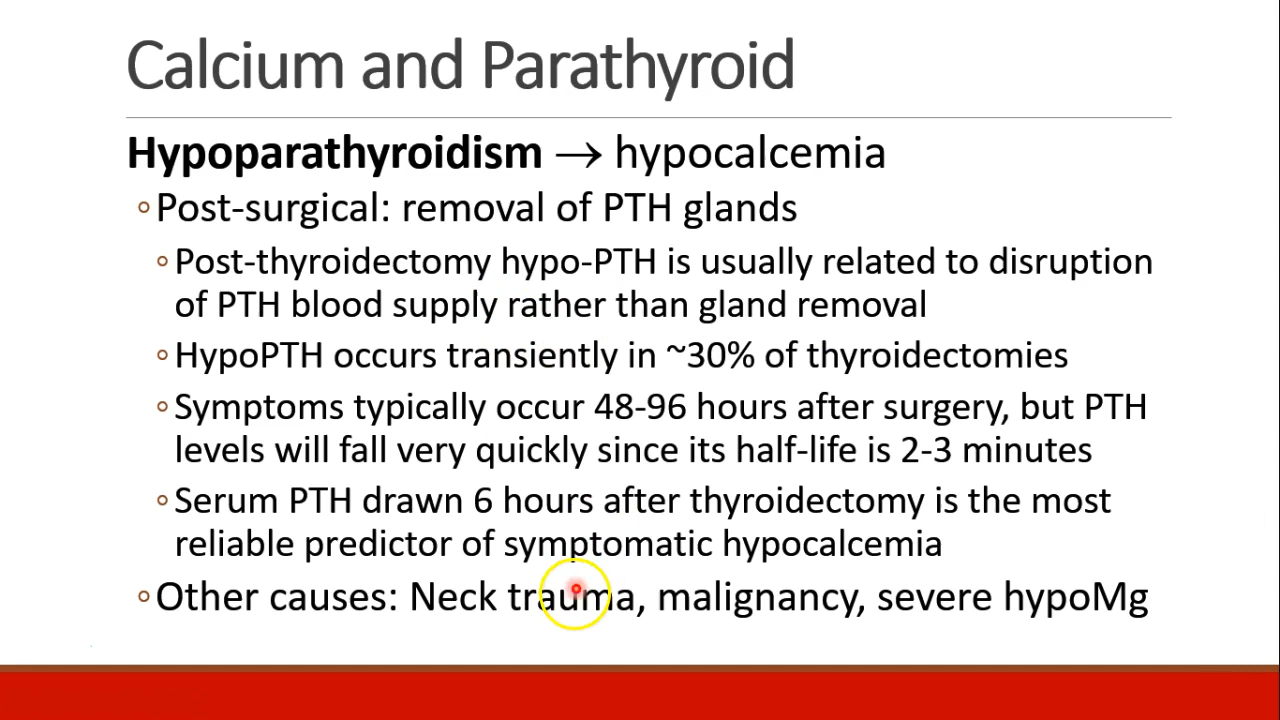 Calcium and Parathyroid
Hypoparathyroidism → hypocalcemia
◦Post-surgical: removal of PTH glands
◦Post-thyroidectomy hypo-PTH is usually related to disruption
of PTH blood supply rather than gland removal
◦HypoPTH occurs transiently in ~30% of thyroidectomies
◦Symptoms typically occur 48-96 hours after surgery, but PTH
levels will fall very quickly since its half-life is 2-3 minutes
◦Serum PTH drawn 6 hours after thyroidectomy is the most
reliable predictor of symptomatic hypocalcemia
◦Other causes: Neck trauma, malignancy, severe hypoMg